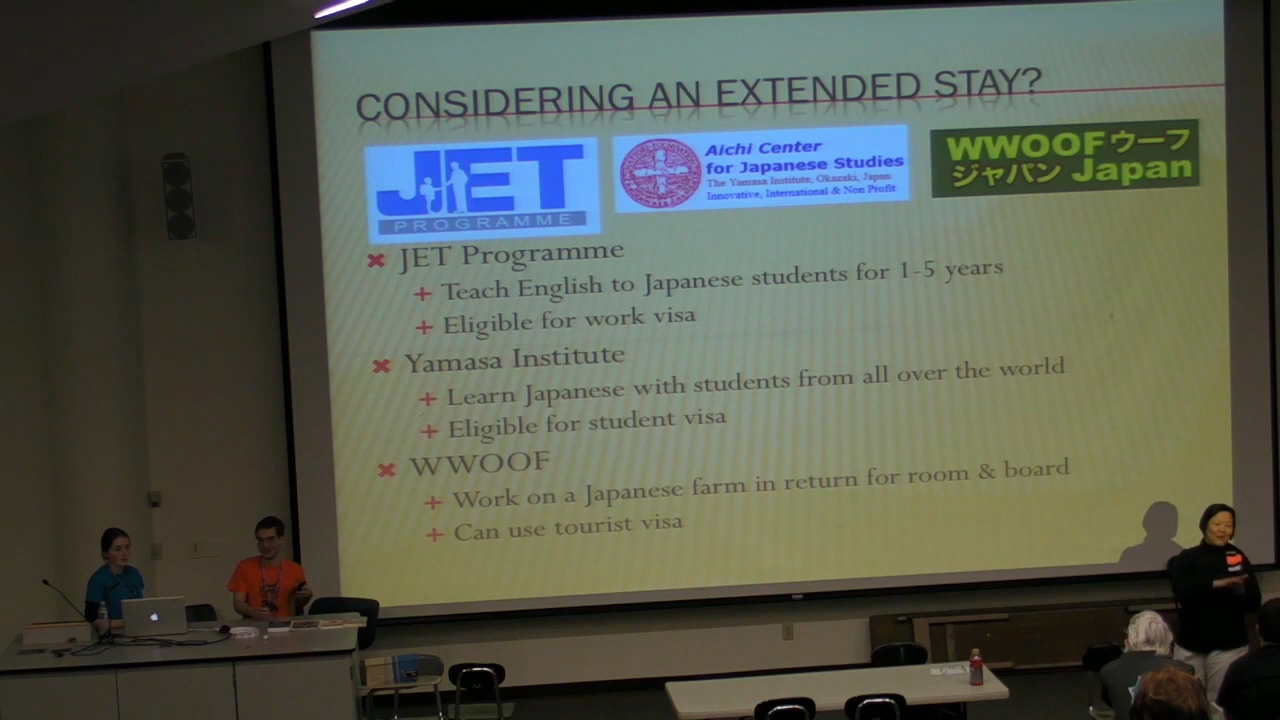 CONSIDERING AN EXTENDED STAY?
JET
PROGRAMME
Aichi Center
for Japanese Studies
The Yamasa Institute, Okazaki, Japan
Innovative, International & Non Profit
WWOOFウーフ
ジャパン Japan
JET Programme
Teach English to Japanese students for 1-5 years
Eligible for work visa
Yamasa Institute
Learn Japanese with students from all over the world
Eligible for student visa
WWOOF
Work on a Japanese farm in return for room & board
Can use tourist visa